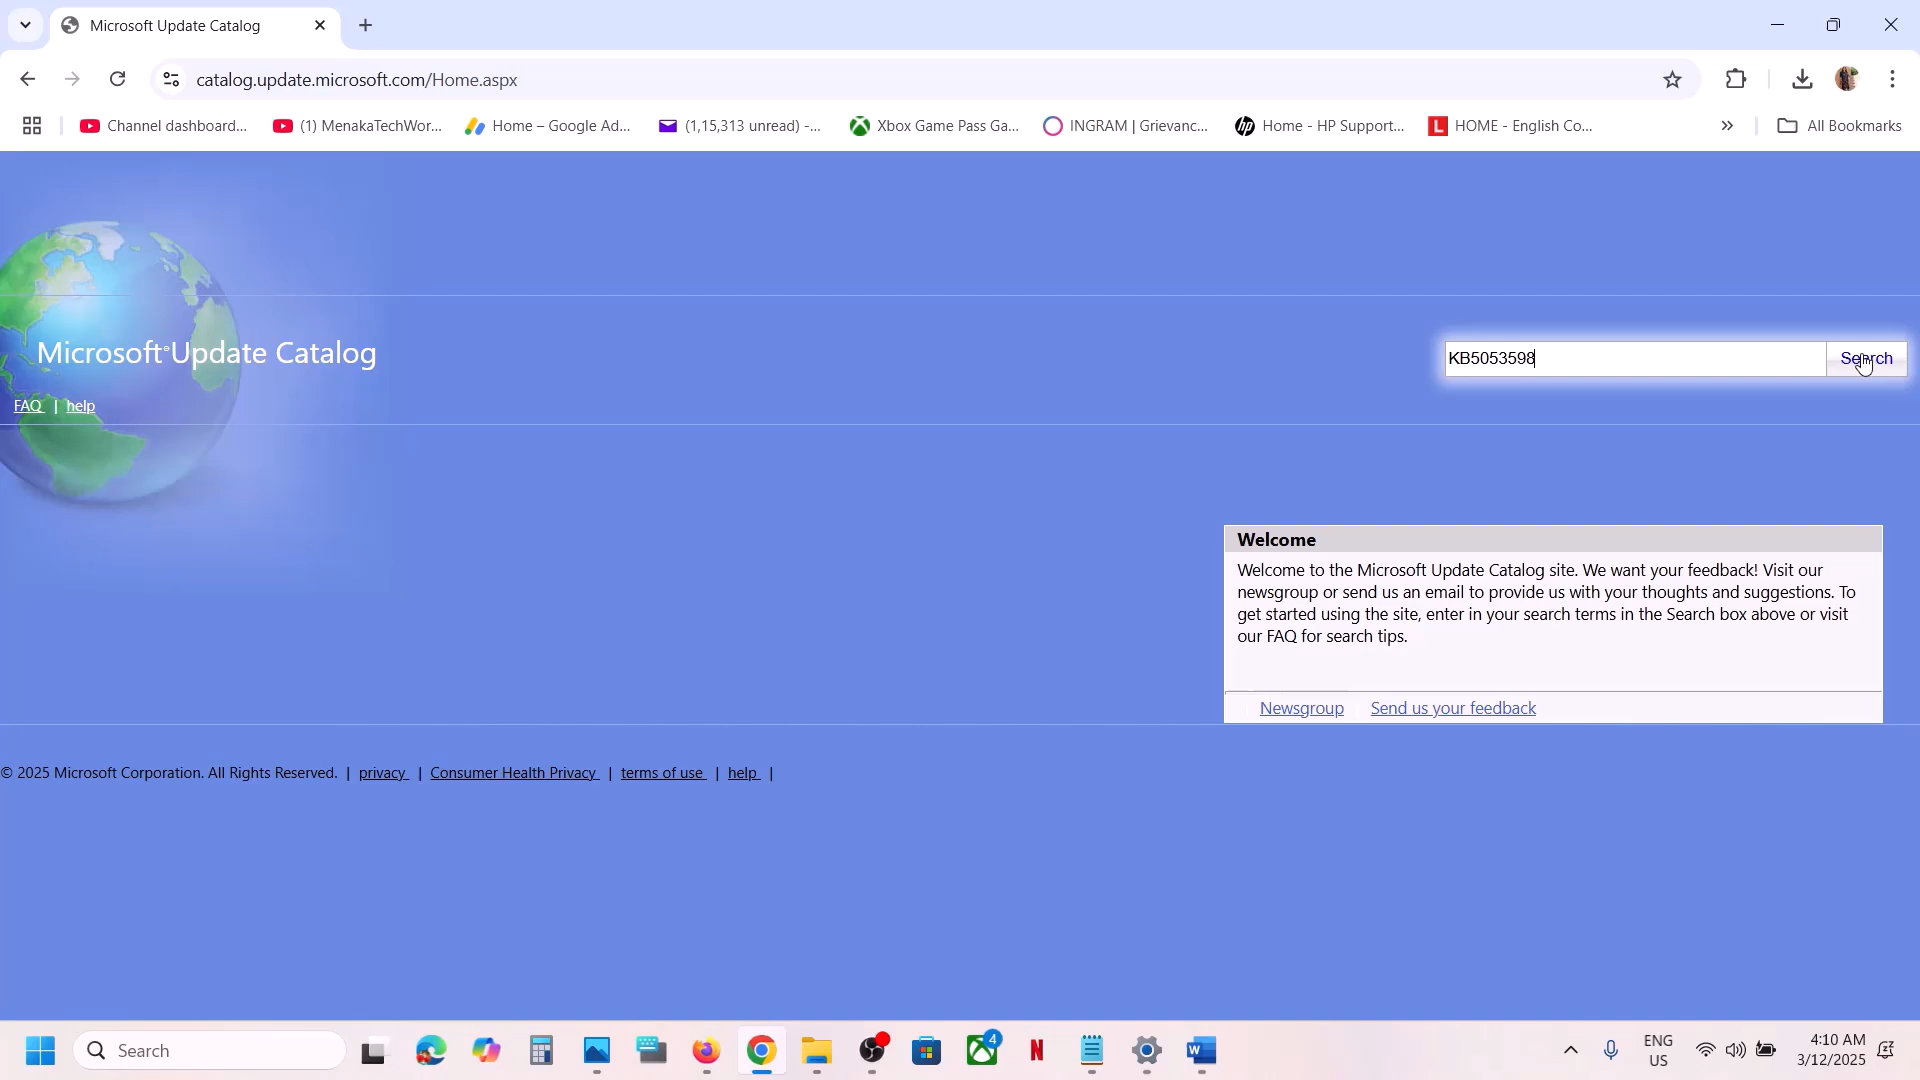 Microsoft Update Catalog
catalog.update.microsoft.com/Home.aspx
Channel dashboard... (1) MenakaTechWor... Home – Google Ad... (1,15,313 unread) -... Xbox Game Pass Ga... INGRAM | Grievanc... Home - HP Support... HOME - English Co... » All Bookmarks
Microsoft® Update Catalog
KB5053598 Search
FAQ | help
Welcome
Welcome to the Microsoft Update Catalog site. We want your feedback! Visit our
newsgroup or send us an email to provide us with your thoughts and suggestions. To
get started using the site, enter in your search terms in the Search box above or visit
our FAQ for search tips.
Newsgroup Send us your feedback
© 2025 Microsoft Corporation. All Rights Reserved. | privacy | Consumer Health Privacy | terms of use | help |
Search
4
ENG
US
4:10 AM
3/12/2025